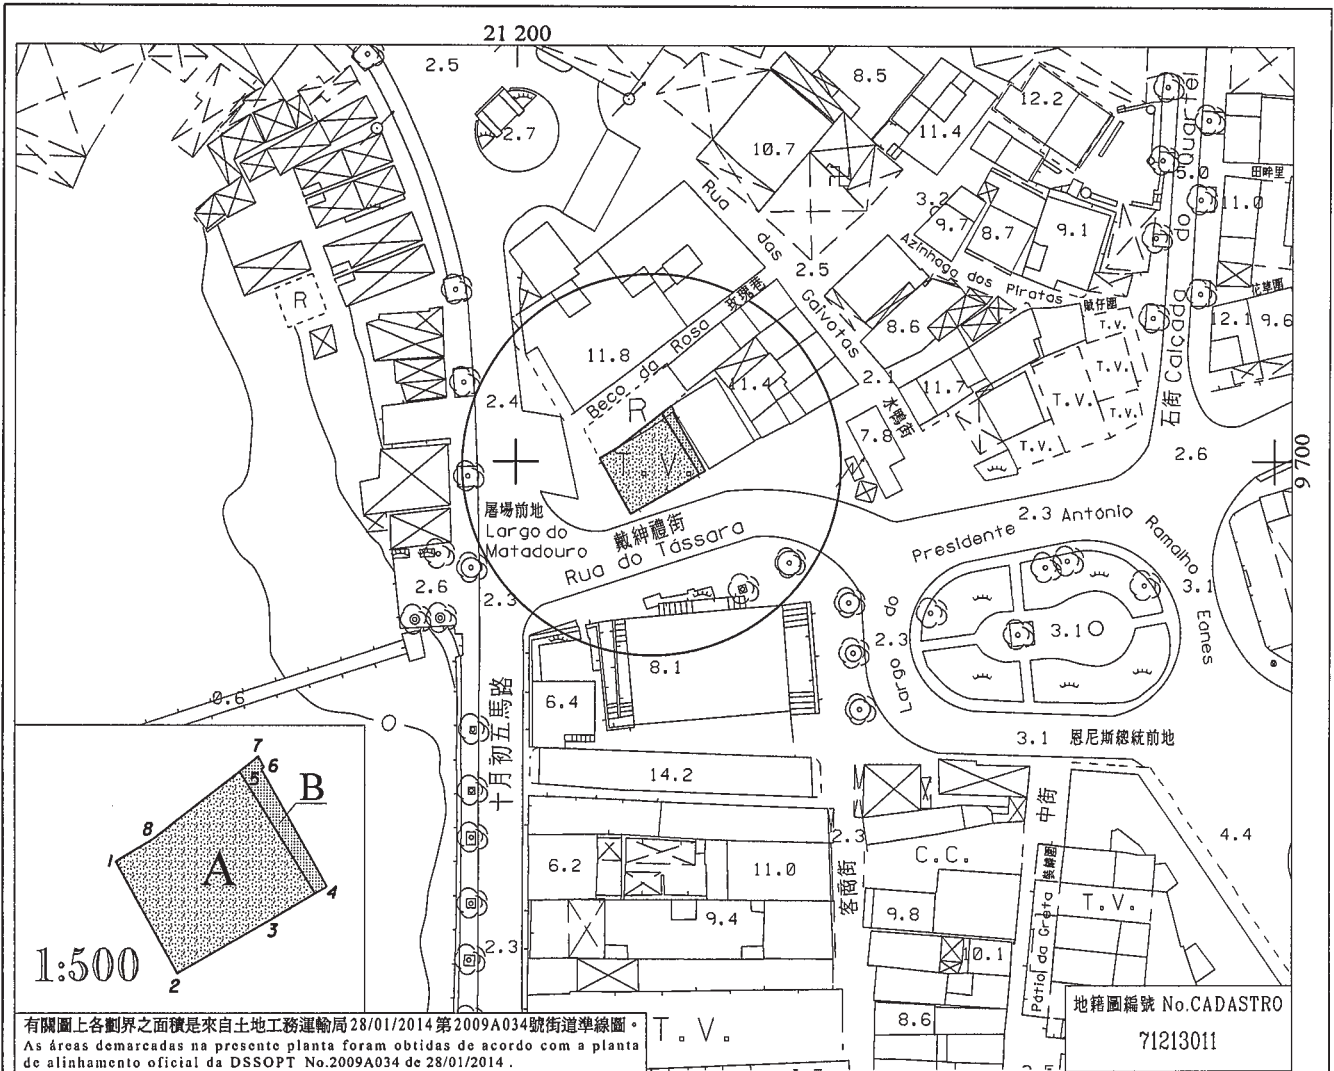 21 200
2.5
8.5
12.2
2.7
11.4
10.7
石街 Calçada do Quartel
5.0
田畔里
3.2
11.0
9.7
8.7
9.1
Rua das Gaivotas
2.5
Azinhaga dos Piratas
R
花草圍
12.1
9.6
8.6
T.V.
11.8
Beco da Rosa 玫瑰巷
11.4
2.1
11.7
T.V.
T.V.
T.V.
2.4
R
水鴨街
7.8
T.V.
T.V.
2.6
9 700
屠場前地
Largo do
Matadouro
戴紳禮街
Rua do Tássara
2.3
Largo do Presidente António Ramalho Eanes
2.6
2.3
3.1
2.3
3.1
8.1
0.6
6.4
十月初五馬路
3.1
恩尼斯總統前地
14.2
中街
7
6
5
B
8
1
A
4
3
2
1:500
2.3
4.4
C.C.
6.2
11.0
客商街
T.V.
9.8
9.4
Pátio da Greta
2.3
10.1
8.6
T.V.
地籍圖編號 No.CADASTRO
71213011
有關圖上各劃界之面積是來自土地工務運輸局28/01/2014第2009A034號街道準線圖。
As áreas demarcadas na presente planta foram obtidas de acordo com a planta
de alinhamento oficial da DSSOPT No.2009A034 de 28/01/2014 .